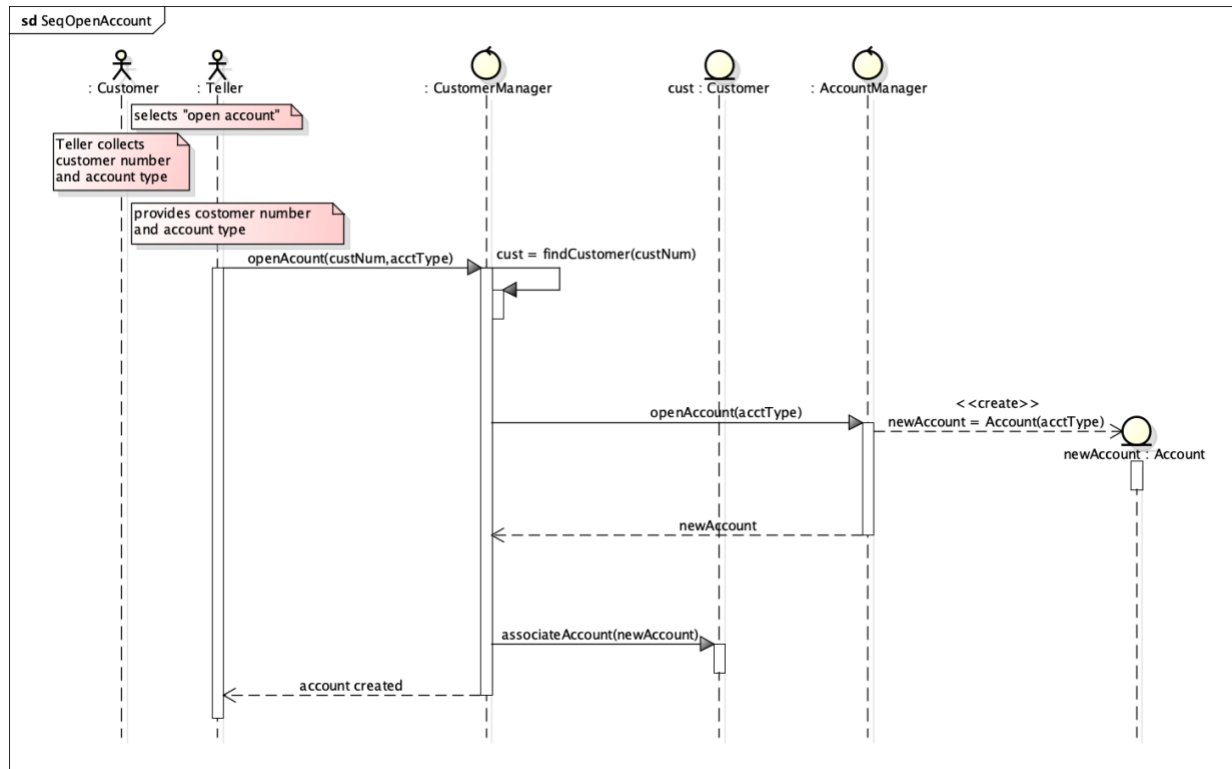 sd SeqOpenAccount
: Customer
: Teller
: CustomerManager
cust : Customer
: AccountManager
selects "open account"
Teller collects
customer number
and account type
provides costomer number
and account type
openAcount(custNum,acctType)
cust = findCustomer(custNum)
openAccount(acctType)
<<create>>
newAccount = Account(acctType)
newAccount : Account
newAccount
associateAccount(newAccount)
account created